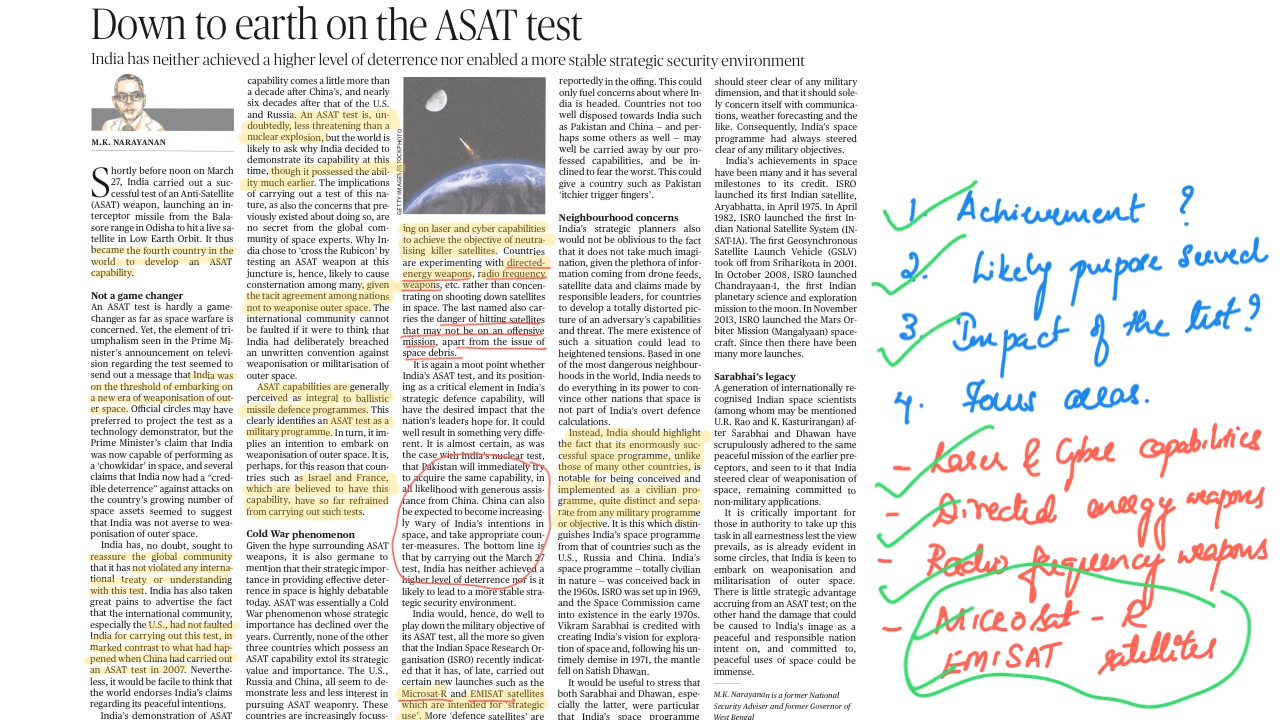 Down to earth on the ASAT test
India has neither achieved a higher level of deterrence nor enabled a more stable strategic security environment
M.K. NARAYANAN
Shortly before noon on March
27, India carried out a suc-
cessful test of an Anti-Satellite
(ASAT) weapon, launching an in-
terceptor missile from the Bala-
sore range in Odisha to hit a live sa-
tellite in Low Earth Orbit. It thus
became the fourth country in the
world to develop an ASAT
capability.
Not a game changer
An ASAT test is hardly a game-
changer as far as space warfare is
concerned. Yet, the element of tri-
umphalism seen in the Prime Mi-
nister's announcement on televi-
sion regarding the test seemed to
send out a message that India was
on the threshold of embarking on
a new era of weaponisation of out-
er space. Official circles may have
preferred to project the test as a
technology demonstrator, but the
Prime Minister's claim that India
was now capable of performing as
a 'chowkidar' in space, and several
claims that India now had a "cred-
ible deterrence" against attacks on
the country's growing number of
space assets seemed to suggest
that India was not averse to wea-
ponisation of outer space.
India has, no doubt, sought to
reassure the global community
that it has not violated any interna-
tional treaty or understanding
with this test. India has also taken
great pains to advertise the fact
that the international community,
especially the U.S., had not faulted
India for carrying out this test, in
marked contrast to what had hap-
pened when China had carried out
an ASAT test in 2007. Neverthe-
less, it would be facile to think that
the world endorses India's claims
regarding its peaceful intentions.
India's demonstration of ASAT
capability comes a little more than
a decade after China's, and nearly
six decades after that of the U.S.
and Russia. An ASAT test is, un-
doubtedly, less threatening than a
nuclear explosion, but the world is
likely to ask why India decided to
demonstrate its capability at this
time, though it possessed the abil-
ity much earlier. The implications
of carrying out a test of this na-
ture, as also the concerns that pre-
viously existed about doing so, are
no secret from the global com-
munity of space experts. Why In-
dia chose to 'cross the Rubicon' by
testing an ASAT weapon at this
juncture is, hence, likely to cause
consternation among many, given
the tacit agreement among nations
not to weaponise outer space. The
international community cannot
be faulted if it were to think that
India had deliberately breached
an unwritten convention against
weaponisation or militarisation of
outer space.
ASAT capabilities are generally
perceived as integral to ballistic
missile defence programmes. This
clearly identifies an ASAT test as a
military programme. In turn, it im-
plies an intention to embark on
weaponisation of outer space. It is,
perhaps, for this reason that coun-
tries such as Israel and France,
which are believed to have this
capability, have so far refrained
from carrying out such tests.
Cold War phenomenon
Given the hype surrounding ASAT
weapons, it is also germane to
mention that their strategic impor-
tance in providing effective deter-
rence in space is highly debatable
today. ASAT was essentially a Cold
War phenomenon whose strategic
importance has declined over the
years. Currently, none of the other
three countries which possess an
ASAT capability extol its strategic
value and importance. The U.S.,
Russia and China, all seem to de-
monstrate less and less interest in
pursuing ASAT weaponry. These
countries are increasingly focuss-
GETTY IMAGES/ISTOCKPHOTO
ing on laser and cyber capabilities
to achieve the objective of neutra-
lising killer satellites. Countries
are experimenting with directed-
energy weapons, radio frequency
weapons, etc. rather than concen-
trating on shooting down satellites
in space. The last named also car-
ries the danger of hitting satellites
that may not be on an offensive
mission, apart from the issue of
space debris.
It is again a moot point whether
India's ASAT test, and its position-
ing as a critical element in India's
strategic defence capability, will
have the desired impact that the
nation's leaders hope for. It could
well result in something very diffe-
rent. It is almost certain, as was
the case with India's nuclear test,
that Pakistan will immediately try
to acquire the same capability, in
all likelihood with generous assis-
tance from China. China can also
be expected to become increasing-
ly wary of India's intentions in
space, and take appropriate coun-
ter-measures. The bottom line is
that by carrying out the March 27
test, India has neither achieved a
higher level of deterrence nor is it
likely to lead to a more stable stra-
tegic security environment.
India would, hence, do well to
play down the military objective of
its ASAT test, all the more so given
that the Indian Space Research Or-
ganisation (ISRO) recently indicat-
ed that it has, of late, carried out
certain new launches such as the
Microsat-R and EMISAT satellites
which are intended for 'strategic
use'. More 'defence satellites' are
reportedly in the offing. This could
only fuel concerns about where In-
dia is headed. Countries not too
well disposed towards India such
as Pakistan and China – and per-
haps some others as well – may
well be carried away by our pro-
fessed capabilities, and be in-
clined to fear the worst. This could
give a country such as Pakistan
'itchier trigger fingers'.
Neighbourhood concerns
India's strategic planners also
would not be oblivious to the fact
that it does not take much imagi-
nation, given the plethora of infor-
mation coming from drone feeds,
satellite data and claims made by
responsible leaders, for countries
to develop a totally distorted pic-
ture of an adversary's capabilities
and threat. The mere existence of
such a situation could lead to
heightened tensions. Based in one
of the most dangerous neighbour-
hoods in the world, India needs to
do everything in its power to con-
vince other nations that space is
not part of India's overt defence
calculations.
Instead, India should highlight
the fact that its enormously suc-
cessful space programme, unlike
those of many other countries, is
notable for being conceived and
implemented as a civilian pro-
gramme, quite distinct and sepa-
rate from any military programme
or objective. It is this which distin-
guishes India's space programme
from that of countries such as the
U.S., Russia and China. India's
space programme – totally civilian
in nature – was conceived back in
the 1960s. ISRO was set up in 1969,
and the Space Commission came
into existence in the early 1970s.
Vikram Sarabhai is credited with
creating India's vision for explora-
tion of space and, following his un-
timely demise in 1971, the mantle
fell on Satish Dhawan.
It would be useful to stress that
both Sarabhai and Dhawan, espe-
cially the latter, were particular
that India's space programme
should steer clear of any military
dimension, and that it should sole-
ly concern itself with communica-
tions, weather forecasting and the
like. Consequently, India's space
programme had always steered
clear of any military objectives.
India's achievements in space
have been many and it has several
milestones to its credit. ISRO
launched its first Indian satellite,
Aryabhatta, in April 1975. In April
1982, ISRO launched the first In-
dian National Satellite System (IN-
SAT-1A). The first Geosynchronous
Satellite Launch Vehicle (GSLV)
took off from Sriharikota in 2001.
In October 2008, ISRO launched
Chandrayaan-1, the first Indian
planetary science and exploration
mission to the moon. In November
2013, ISRO launched the Mars Or-
biter Mission (Mangalyaan) space-
craft. Since then there have been
many more launches.
Sarabhai's legacy
A generation of internationally re-
cognised Indian space scientists
(among whom may be mentioned
U.R. Rao and K. Kasturirangan) af-
ter Sarabhai and Dhawan have
scrupulously adhered to the same
peaceful mission of the earlier pre-
ceptors, and seen to it that India
steered clear of weaponisation of
space, remaining committed to
non-military applications.
It is critically important for
those in authority to take up this
task in all earnestness lest the view
prevails, as is already evident in
some circles, that India is keen to
embark on weaponisation and
militarisation of outer space.
There is little strategic advantage
accruing from an ASAT test; on the
other hand the damage that could
be caused to India's image as a
peaceful and responsible nation
intent on, and committed to,
peaceful uses of space could be
immense.
M.K. Narayanan is a former National
Security Adviser and former Governor of
West Bengal
1. Achievement ?
2. Likely purpose served
3. Impact of the test?
4. Focus areas.
- Laser & Cyber capabilities
- Directed energy weapons
- Radio frequency weapons
- Microsat - R
EMISAT satellites